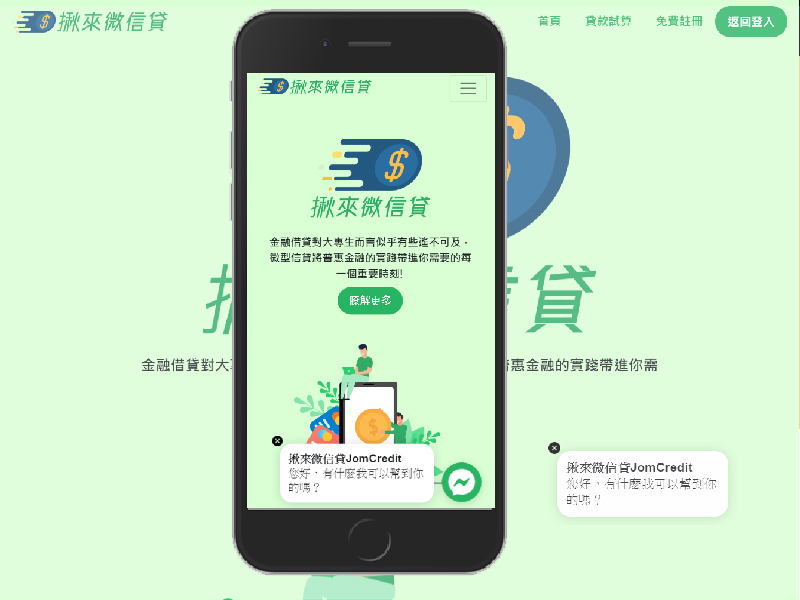 揪來微信貸
首頁 貸款試算 免費註冊 返回登入
揪來微信貸
揪來微信貸
金融借貸對大專生而言似乎有些遙不可及，
微型信貸將普惠金融的實踐帶進你需要的每
一個重要時刻!
瞭解更多
貸
金融借貸對大
惠金融的實踐帶進你需
揪來微信貸JomCredit
您好，有什麼我可以幫到你
的嗎？
揪來微信貸JomCredit
您好，有什麼我可以幫到你
的嗎？